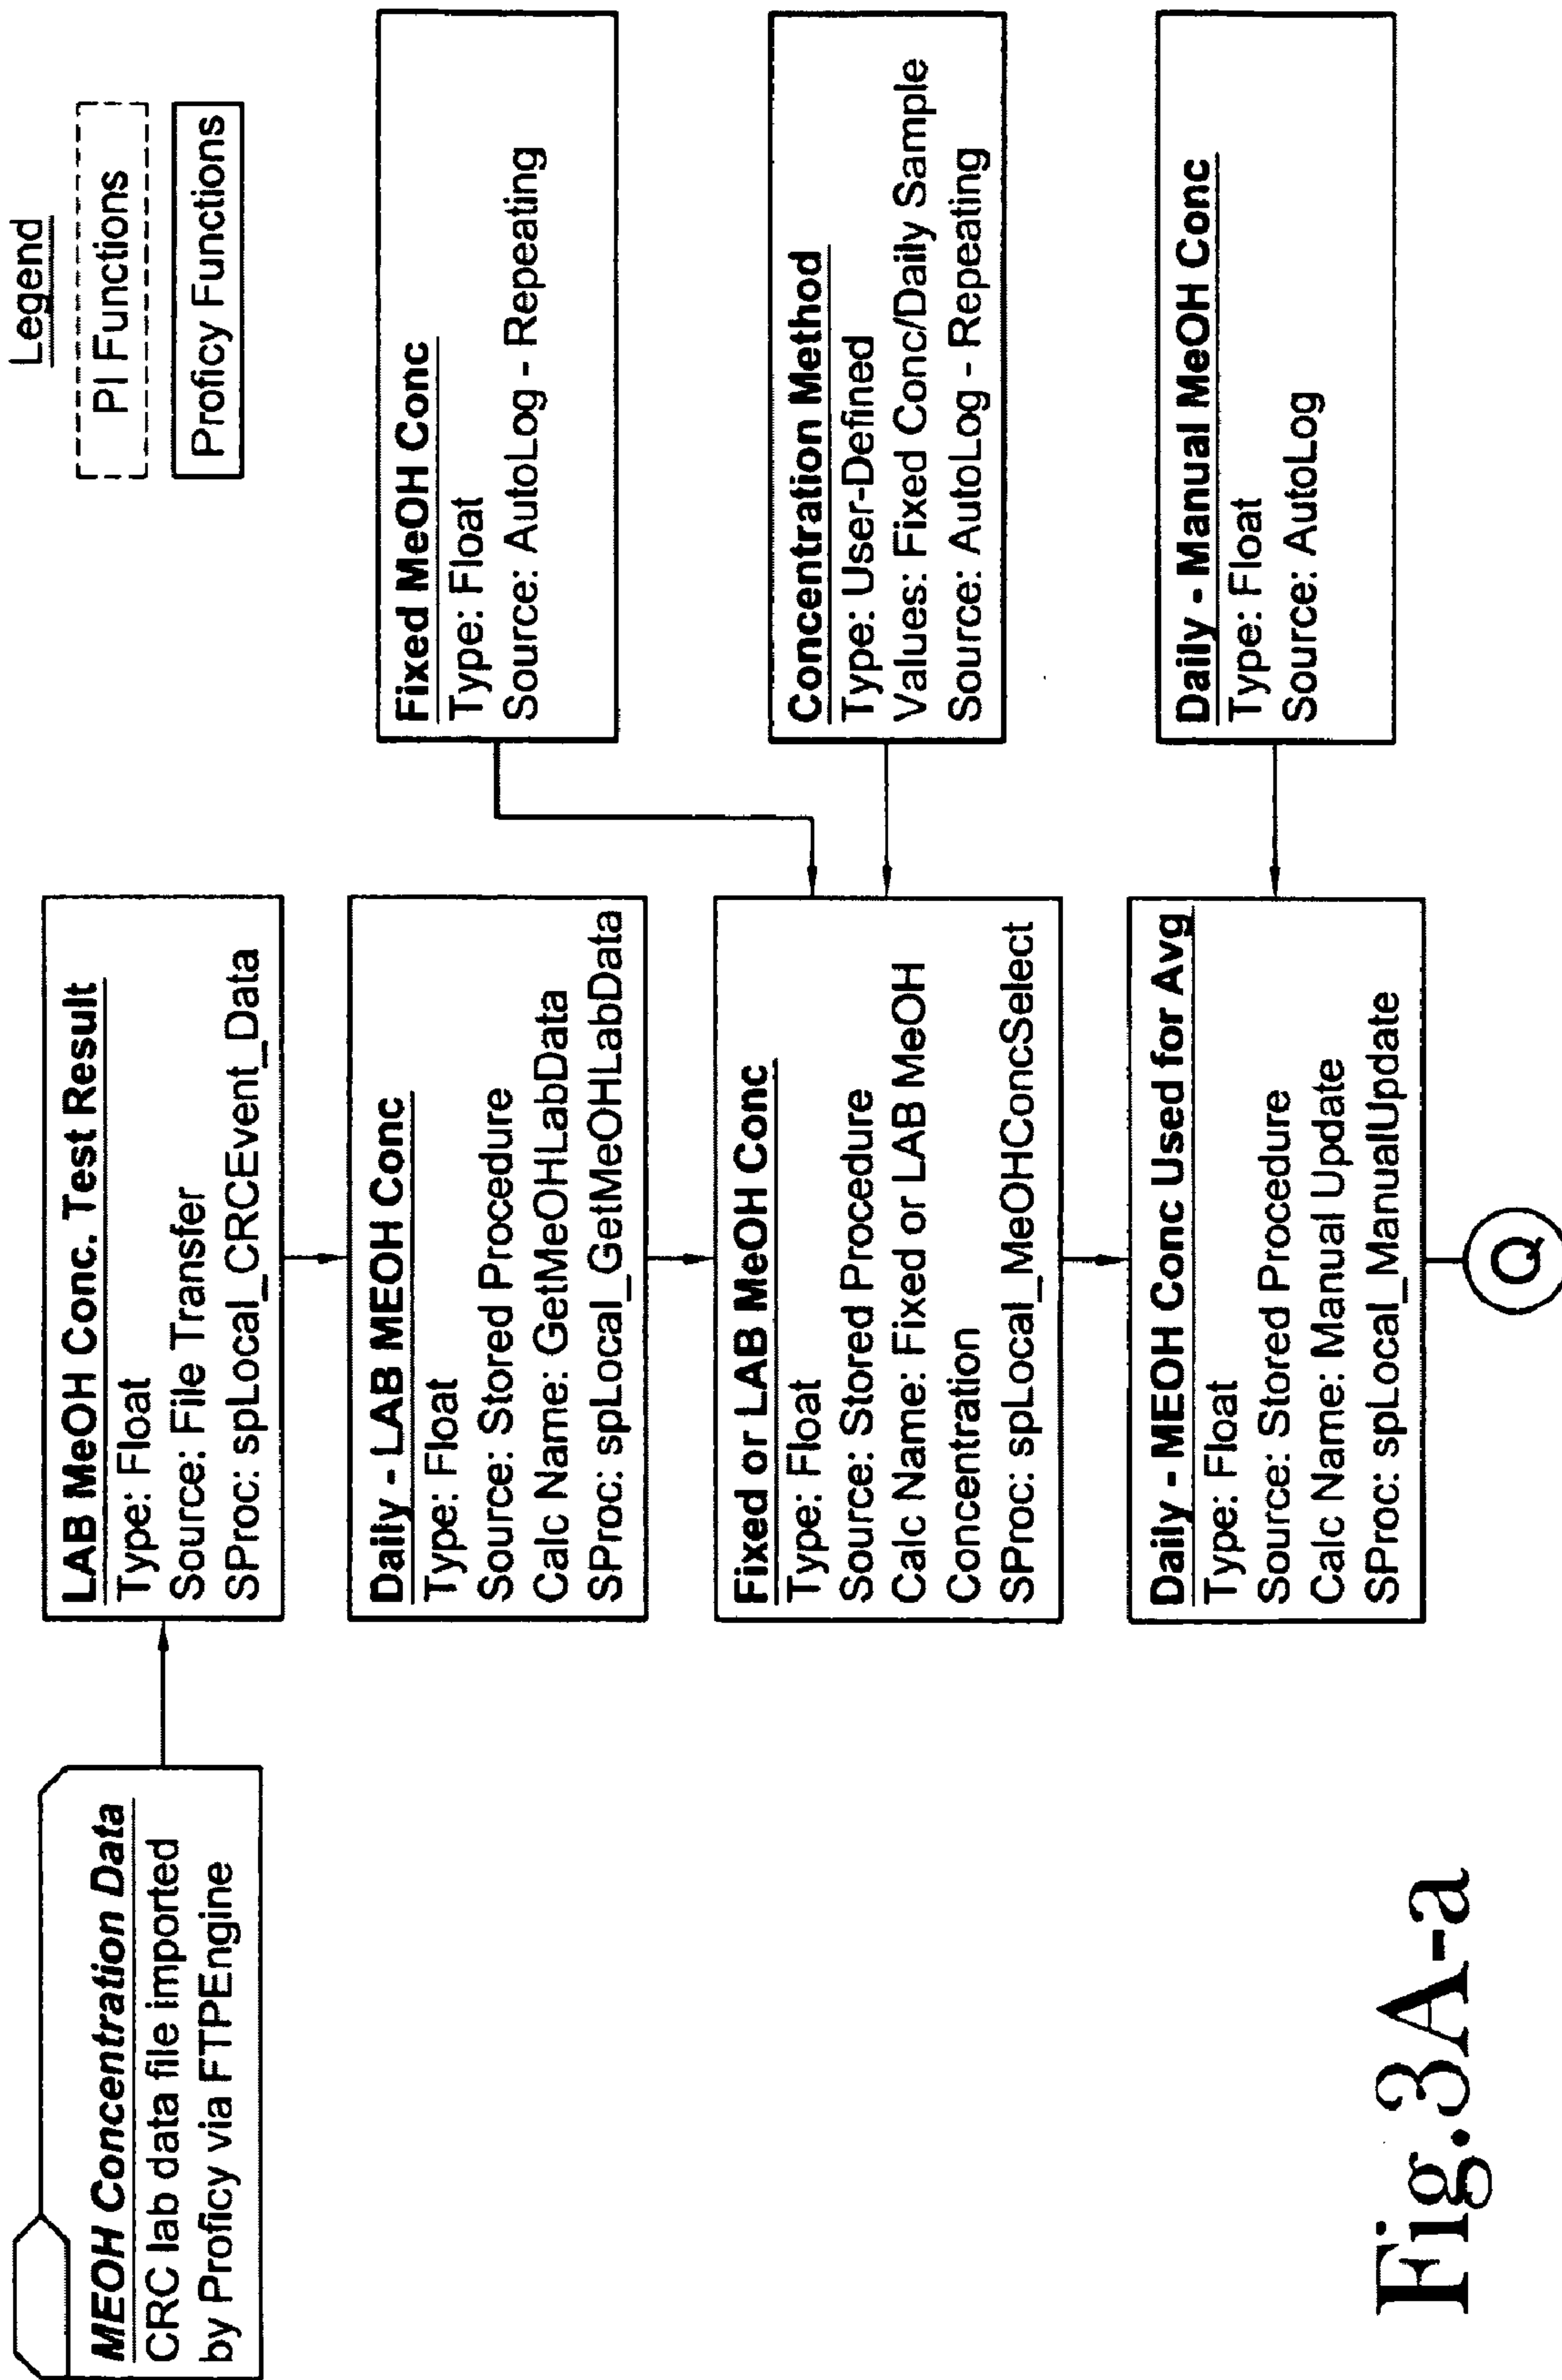 Legend
PI Functions
Proficy Functions
MEOH Concentration Data
CRC lab data file imported
by Proficy via FTPEngine
LAB MeOH Conc. Test Result
Type: Float
Source: File Transfer
SProc: spLocal_CRCEvent_Data
Daily - LAB MEOH Conc
Type: Float
Source: Stored Procedure
Calc Name: GetMeOHLabData
SProc: spLocal_GetMeOHLabData
Fixed MeOH Conc
Type: Float
Source: AutoLog - Repeating
Fixed or LAB MeOH Conc
Type: Float
Source: Stored Procedure
Calc Name: Fixed or LAB MeOH
Concentration
SProc: spLocal_MeOHConcSelect
Concentration Method
Type: User-Defined
Values: Fixed Conc/Daily Sample
Source: AutoLog - Repeating
Daily - MEOH Conc Used for Avg
Type: Float
Source: Stored Procedure
Calc Name: Manual Update
SProc: spLocal_ManualUpdate
Daily - Manual MeOH Conc
Type: Float
Source: AutoLog
Q
Fig.3A-a